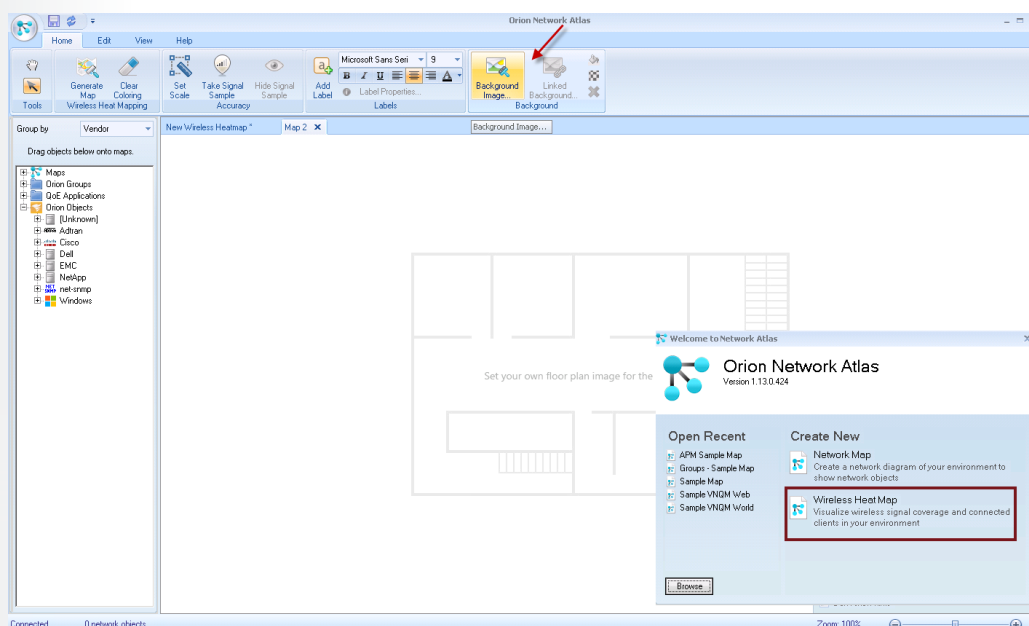 Orion Network Atlas
Home Edit View Help
Generate Map
Clear Coloring
Set Scale
Take Signal Sample
Hide Signal Sample
Add Label
Microsoft Sans Seri 9
B I U A
Label Properties...
Background Image...
Linked Background...
Tools
Wireless Heat Mapping
Accuracy
Labels
Background
Group by Vendor
New Wireless Heatmap *
Map 2
Background Image...
Drag objects below onto maps.
Maps
Orion Groups
QoE Applications
Orion Objects
[Unknown]
Adtran
Cisco
Dell
EMC
NetApp
net-snmp
Windows
Set your own floor plan image for the
Welcome to Network Atlas
Orion Network Atlas
Version 1.13.0.424
Open Recent
APM Sample Map
Groups - Sample Map
Sample Map
Sample VNQM Web
Sample VNQM World
Browse
Create New
Network Map
Create a network diagram of your environment to
show network objects
Wireless Heat Map
Visualize wireless signal coverage and connected
clients in your environment
Connected
0 network objects
Zoom: 100%